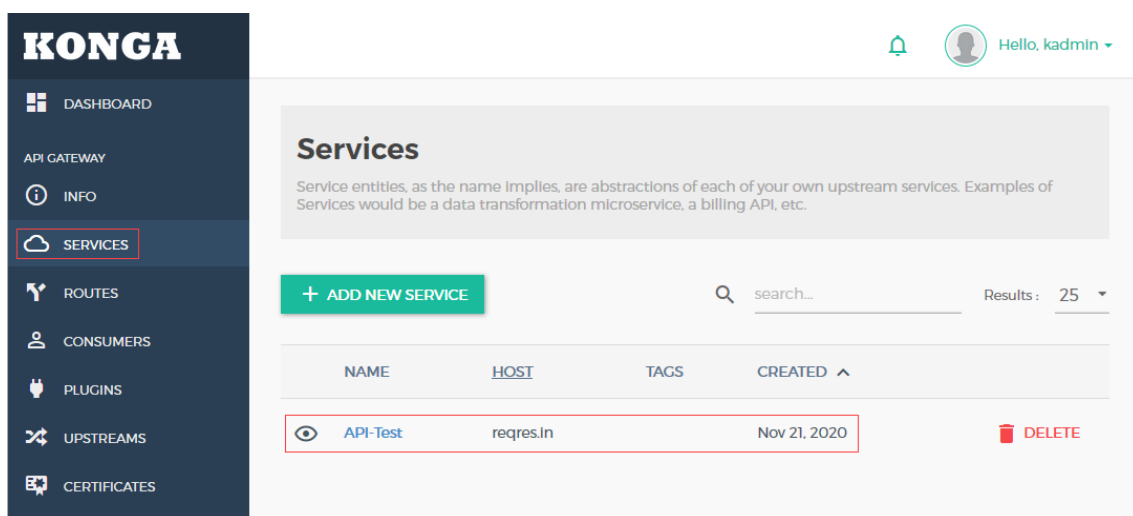 KONGA
Hello, kadmin
DASHBOARD
API GATEWAY
INFO
SERVICES
ROUTES
CONSUMERS
PLUGINS
UPSTREAMS
CERTIFICATES
Services
Service entities, as the name implies, are abstractions of each of your own upstream services. Examples of
Services would be a data transformation microservice, a billing API, etc.
+ ADD NEW SERVICE
search...
Results : 25
NAME HOST TAGS CREATED
API-Test reqres.in Nov 21, 2020 DELETE